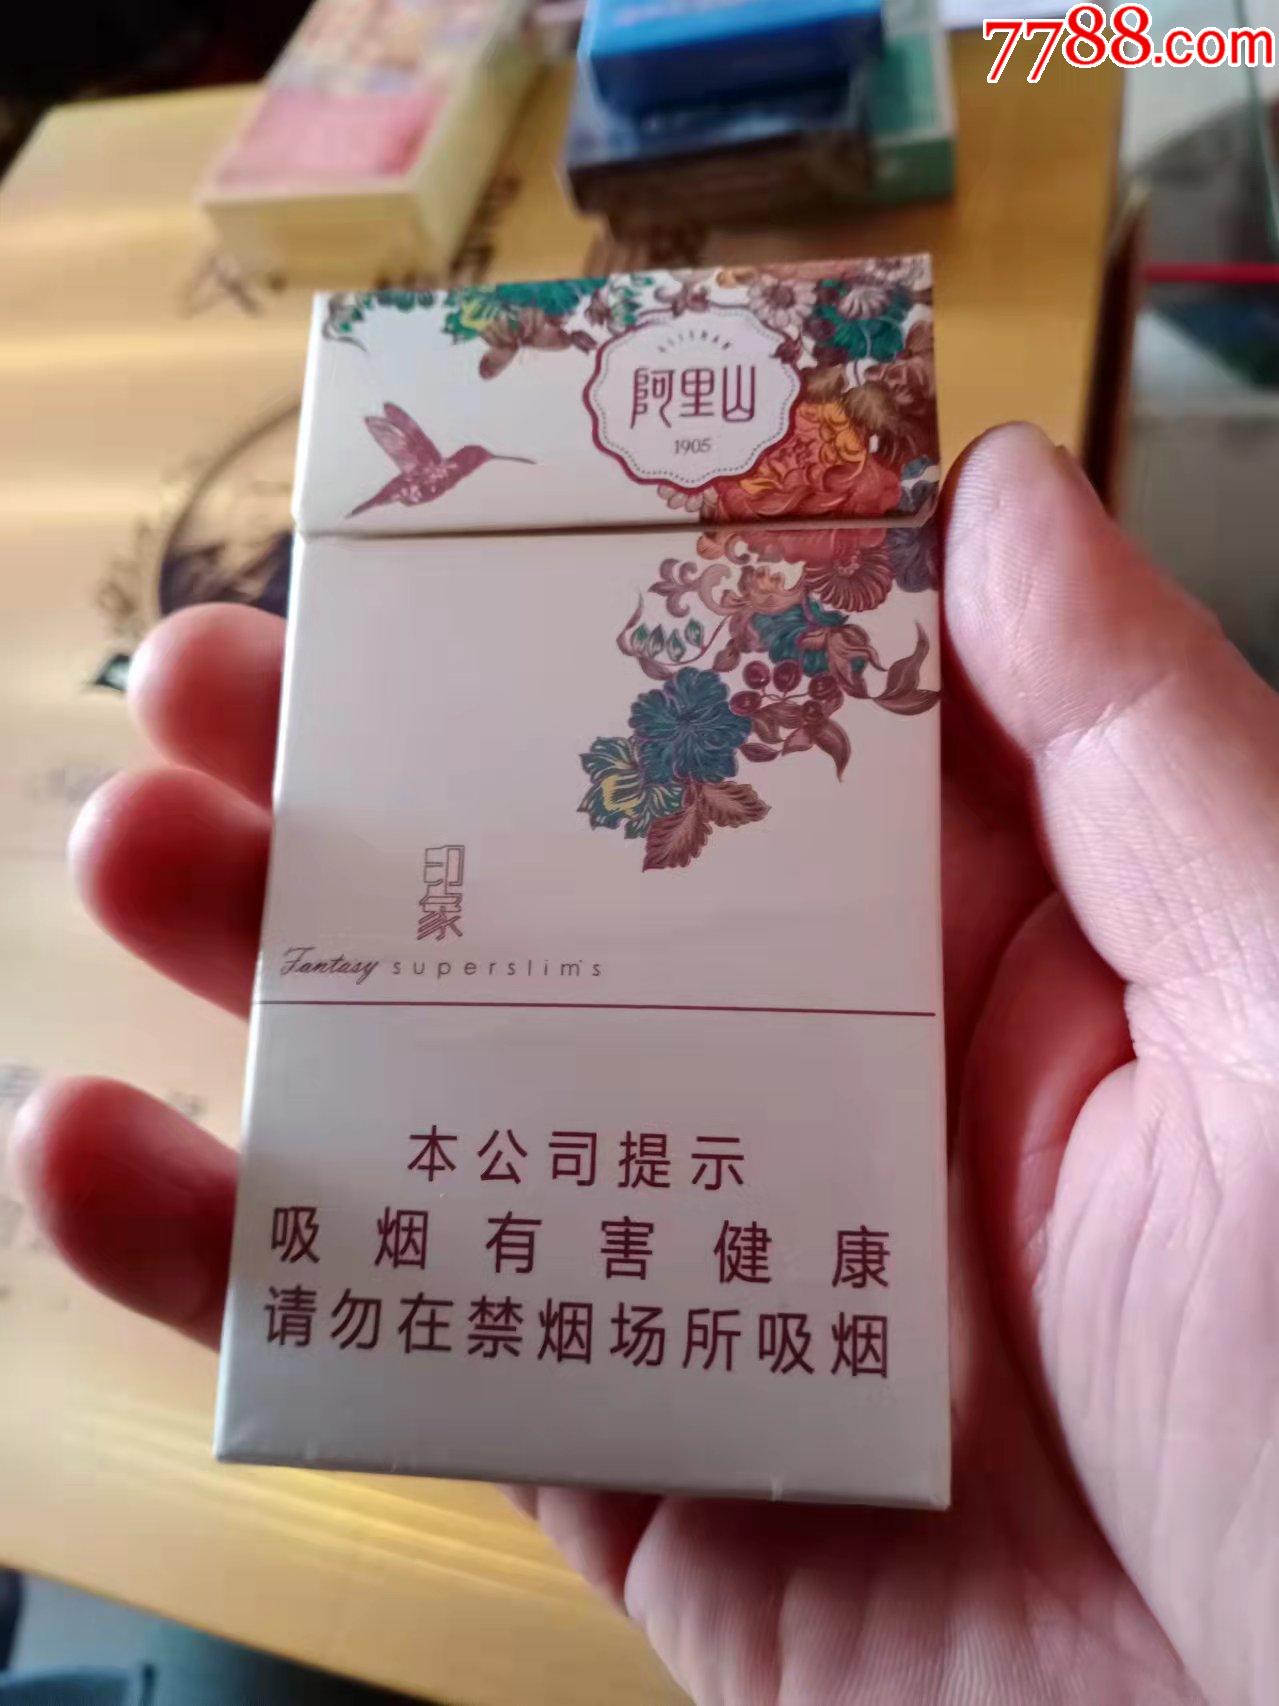 7788.com
ALISHAN
阿里山
1905
印象
Fantasy superslims
本公司提示
吸烟有害健康
请勿在禁烟场所吸烟